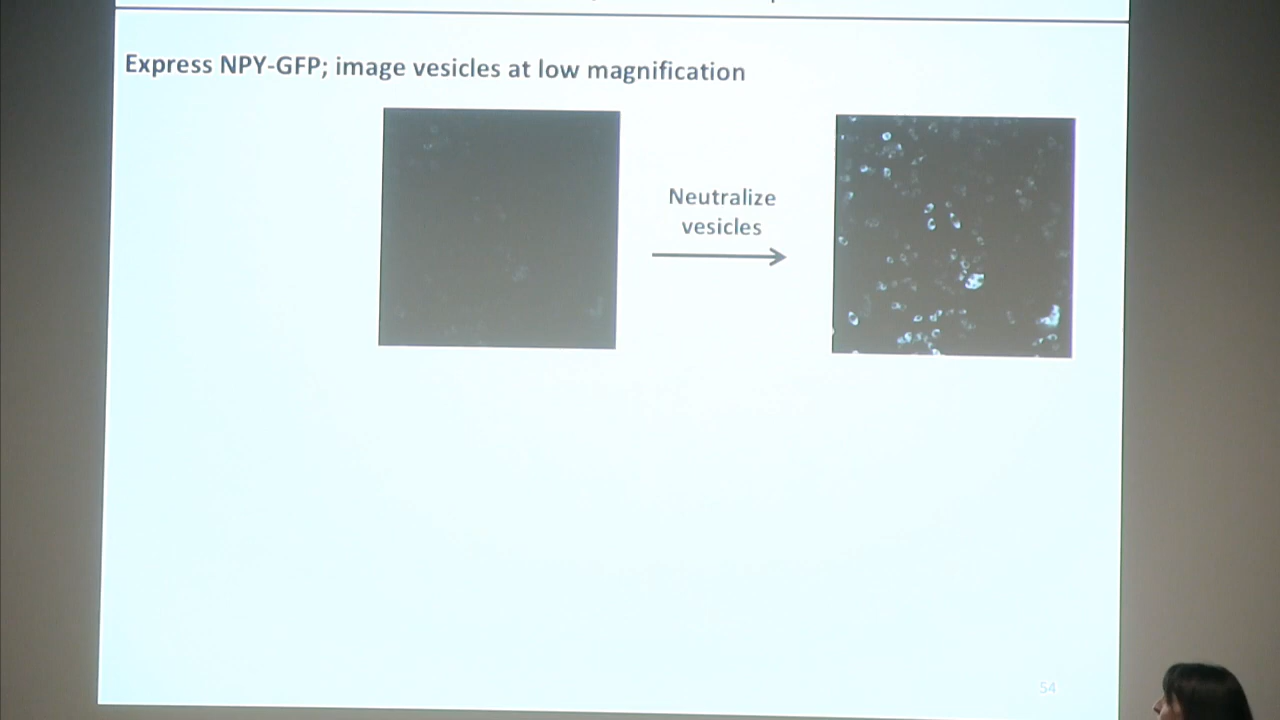 Express NPY-GFP; image vesicles at low magnification
Neutralize
vesicles
54